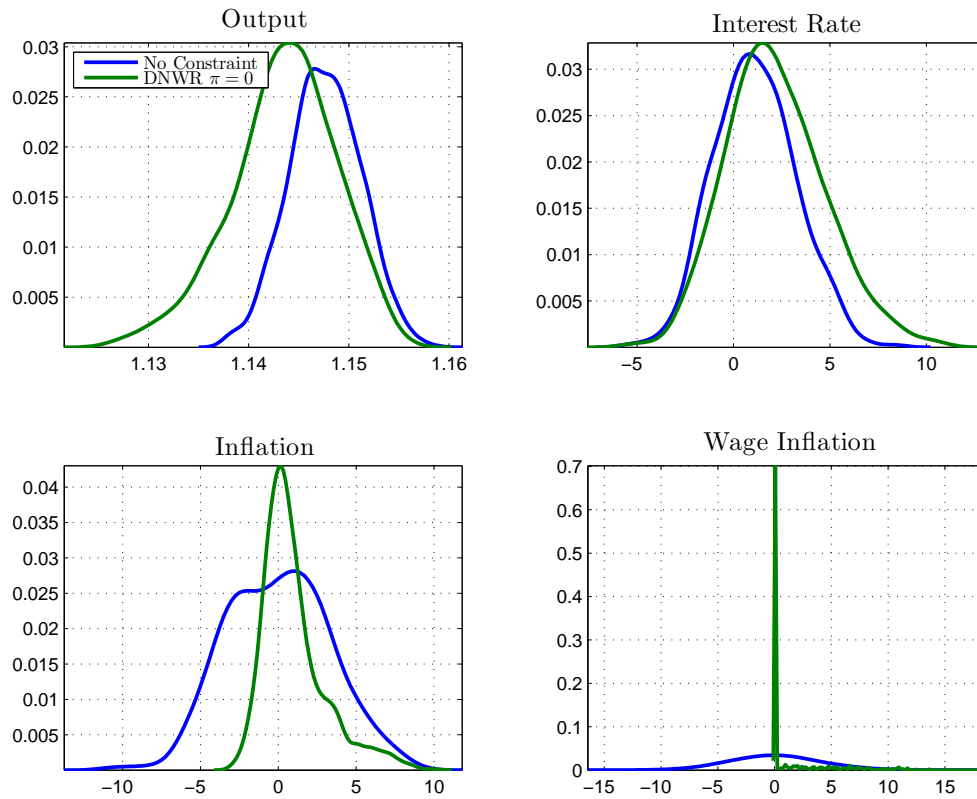 Output
0.03
0.025
0.02
0.015
0.01
0.005
1.13 1.14 1.15 1.16
No Constraint
DNWR π = 0
Interest Rate
0.03
0.025
0.02
0.015
0.01
0.005
−5 0 5 10
Inflation
0.04
0.035
0.03
0.025
0.02
0.015
0.01
0.005
−10 −5 0 5 10
Wage Inflation
0.7
0.6
0.5
0.4
0.3
0.2
0.1
0
−15 −10 −5 0 5 10 15